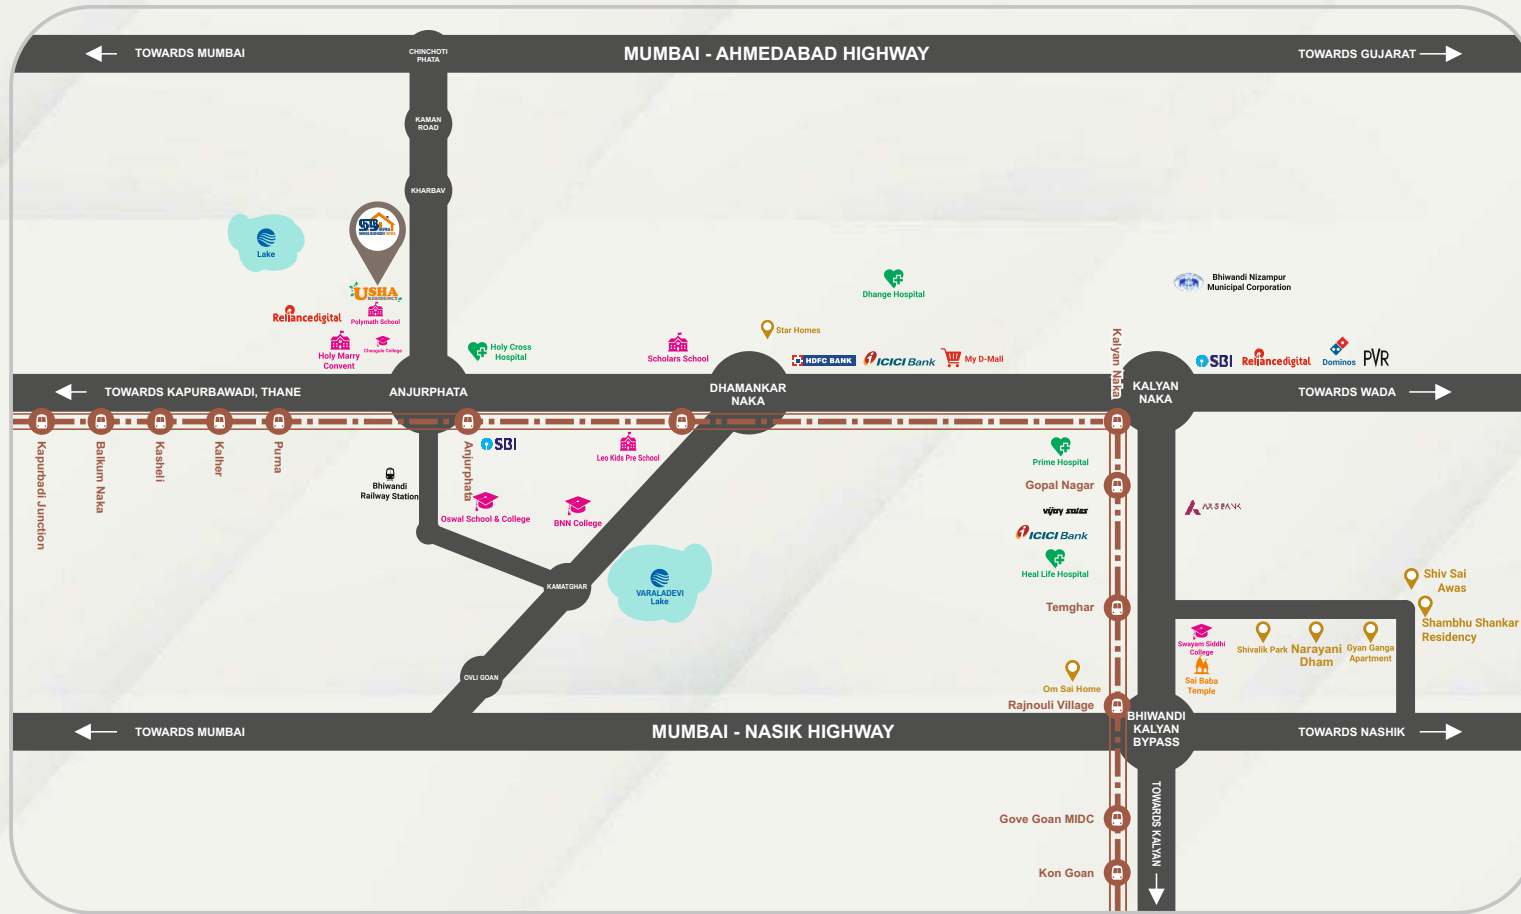 TOWARDS MUMBAI
CHINCHOTI
PHATA
MUMBAI - AHMEDABAD HIGHWAY
TOWARDS GUJARAT
KAMAN
ROAD
KHARBAV
Lake
USHA
RESIDENCY
Reliancedigital
Polymath School
Holy Marry
Convent
Chougule College
Holy Cross
Hospital
Scholars School
Star Homes
Dhange Hospital
HDFC BANK
ICICI Bank
My D-Mall
Bhiwandi Nizampur
Municipal Corporation
SBI
Reliancedigital
Dominos
PVR
TOWARDS KAPURBAWADI, THANE
ANJURPHATA
DHAMANKAR
NAKA
Kalyan Naka
KALYAN
NAKA
TOWARDS WADA
Kapurbadi Junction
Balkum Naka
Kasheli
Kalher
Purna
Anjurphata
SBI
Leo Kids Pre School
Bhiwandi
Railway Station
Oswal School & College
BNN College
Prime Hospital
Gopal Nagar
vijay sales
ICICI Bank
Heal Life Hospital
AXIS BANK
KAMATGHAR
VARALADEVI
Lake
Temghar
Shiv Sai
Awas
Shambhu Shankar
Residency
Swayam Siddhi
College
Shivalik Park
Narayani
Dham
Gyan Ganga
Apartment
Sai Baba
Temple
OVLI GOAN
Om Sai Home
Rajnouli Village
TOWARDS MUMBAI
MUMBAI - NASIK HIGHWAY
BHIWANDI
KALYAN
BYPASS
TOWARDS NASHIK
TOWARDS KALYAN
Gove Goan MIDC
Kon Goan